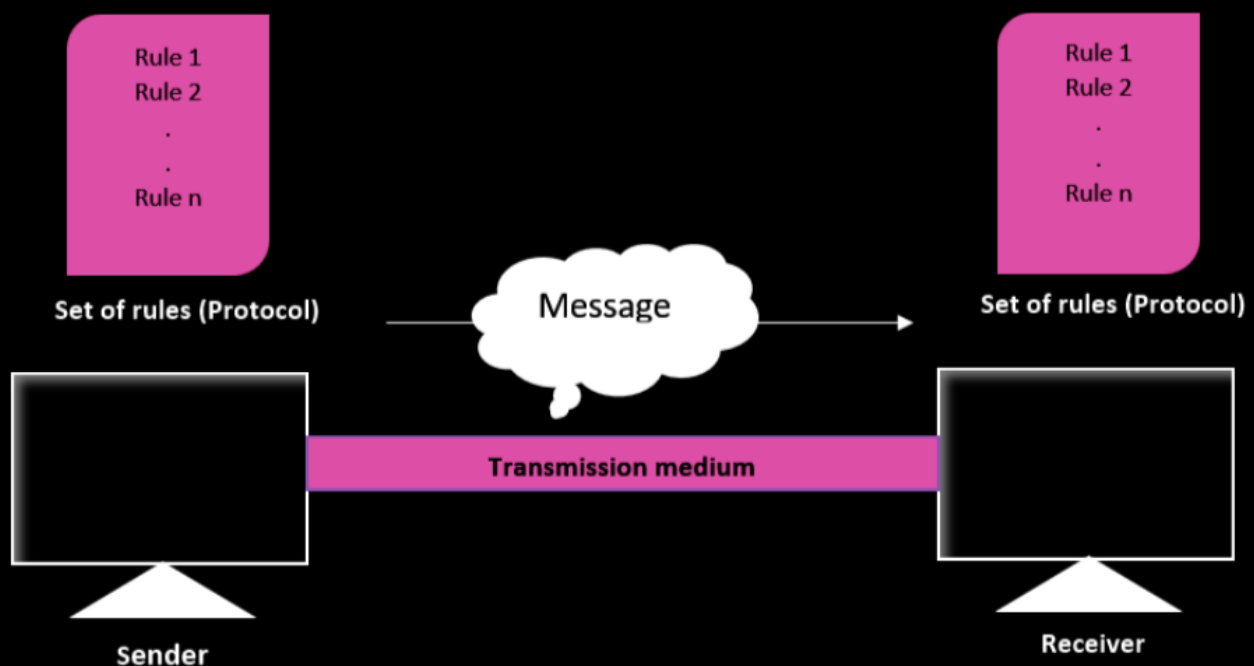 Rule 1
Rule 2
.
.
Rule n
Set of rules (Protocol)
Rule 1
Rule 2
.
.
Rule n
Set of rules (Protocol)
Message
Transmission medium
Sender
Receiver